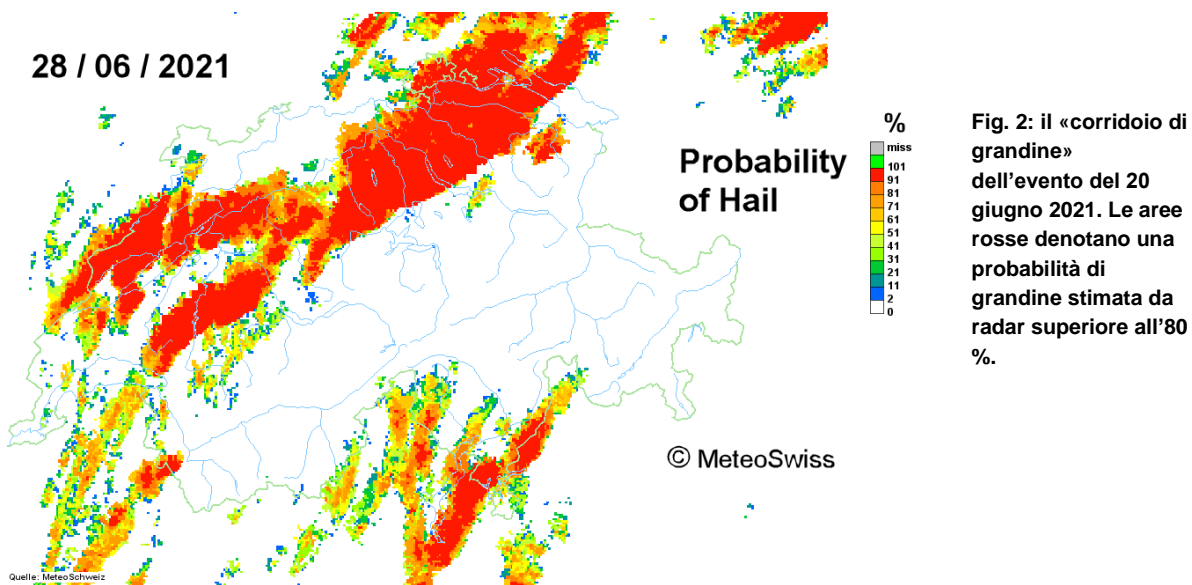 28 / 06 / 2021
Probability
of Hail
%
miss
101
91
81
71
61
51
41
31
21
11
2
0
© MeteoSwiss
Quelle: MeteoSchweiz
Fig. 2: il «corridoio di
grandine»
dell’evento del 20
giugno 2021. Le aree
rosse denotano una
probabilità di
grandine stimata da
radar superiore all’80
%.